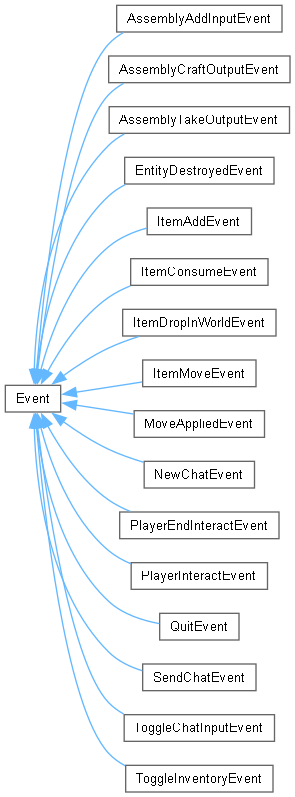 AssemblyAddInputEvent
AssemblyCraftOutputEvent
AssemblyTakeOutputEvent
EntityDestroyedEvent
ItemAddEvent
ItemConsumeEvent
ItemDropInWorldEvent
ItemMoveEvent
Event
MoveAppliedEvent
NewChatEvent
PlayerEndInteractEvent
PlayerInteractEvent
QuitEvent
SendChatEvent
ToggleChatInputEvent
ToggleInventoryEvent